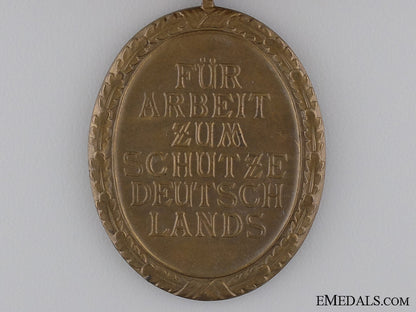 FÜR
ARBEIT
ZUM
SCHUTZE
DEUTSCH
LANDS
EMEDALS.COM